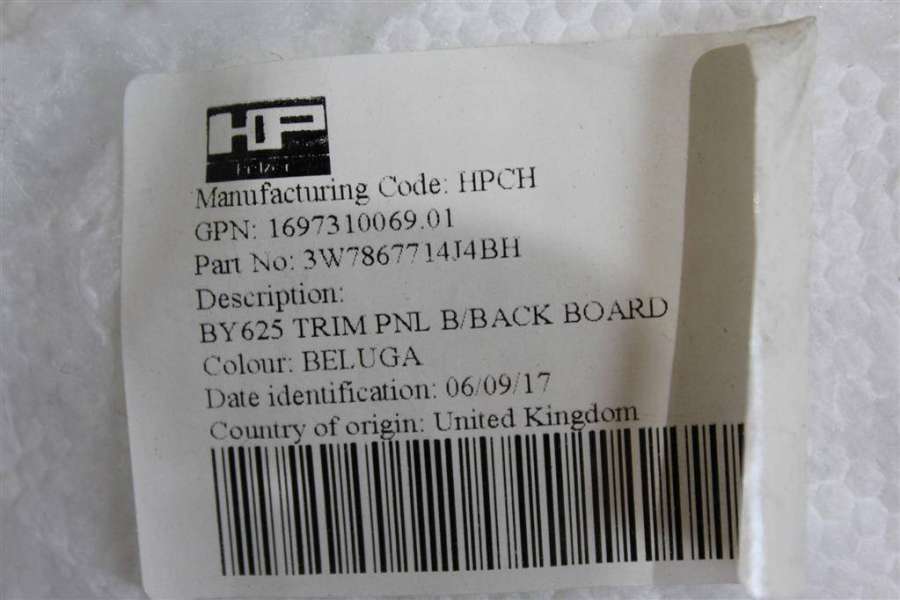 HP
Manufacturing Code: HPCH
GPN: 1697310069.01
Part No: 3W7867714J4BH
Description:
BY625 TRIM PNL B/BACK BOARD
Colour: BELUGA
Date identification: 06/09/17
Country of origin: United Kingdom